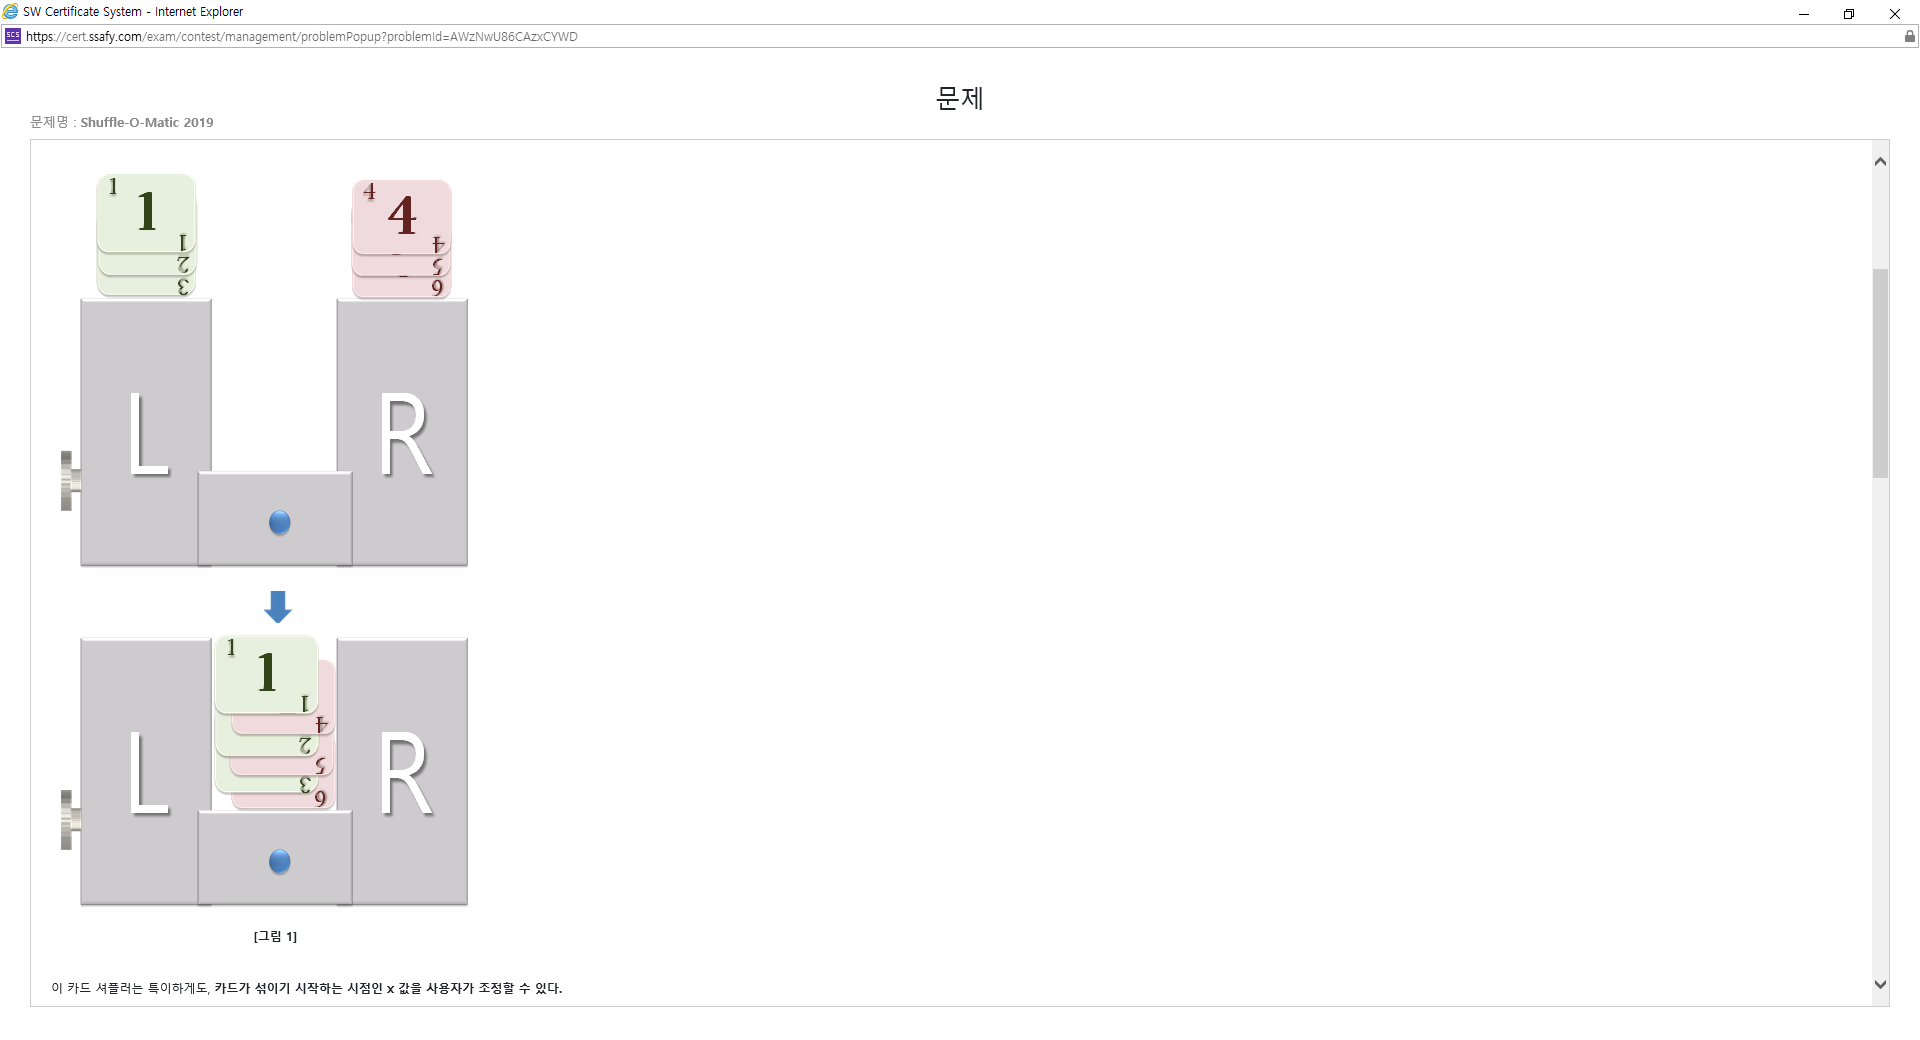 SW Certificate System - Internet Explorer
SCS https://cert.ssafy.com/exam/contest/management/problemPopup?problemId=AWzNwU86CAzxCYWD
문제
문제명 : Shuffle-O-Matic 2019
1 1 1
2
3
4 4 4
5
6
L R
1 1 1
4
2
5
3
6
L R
[그림 1]
이 카드 셔플러는 특이하게도, 카드가 섞이기 시작하는 시점인 x 값을 사용자가 조정할 수 있다.